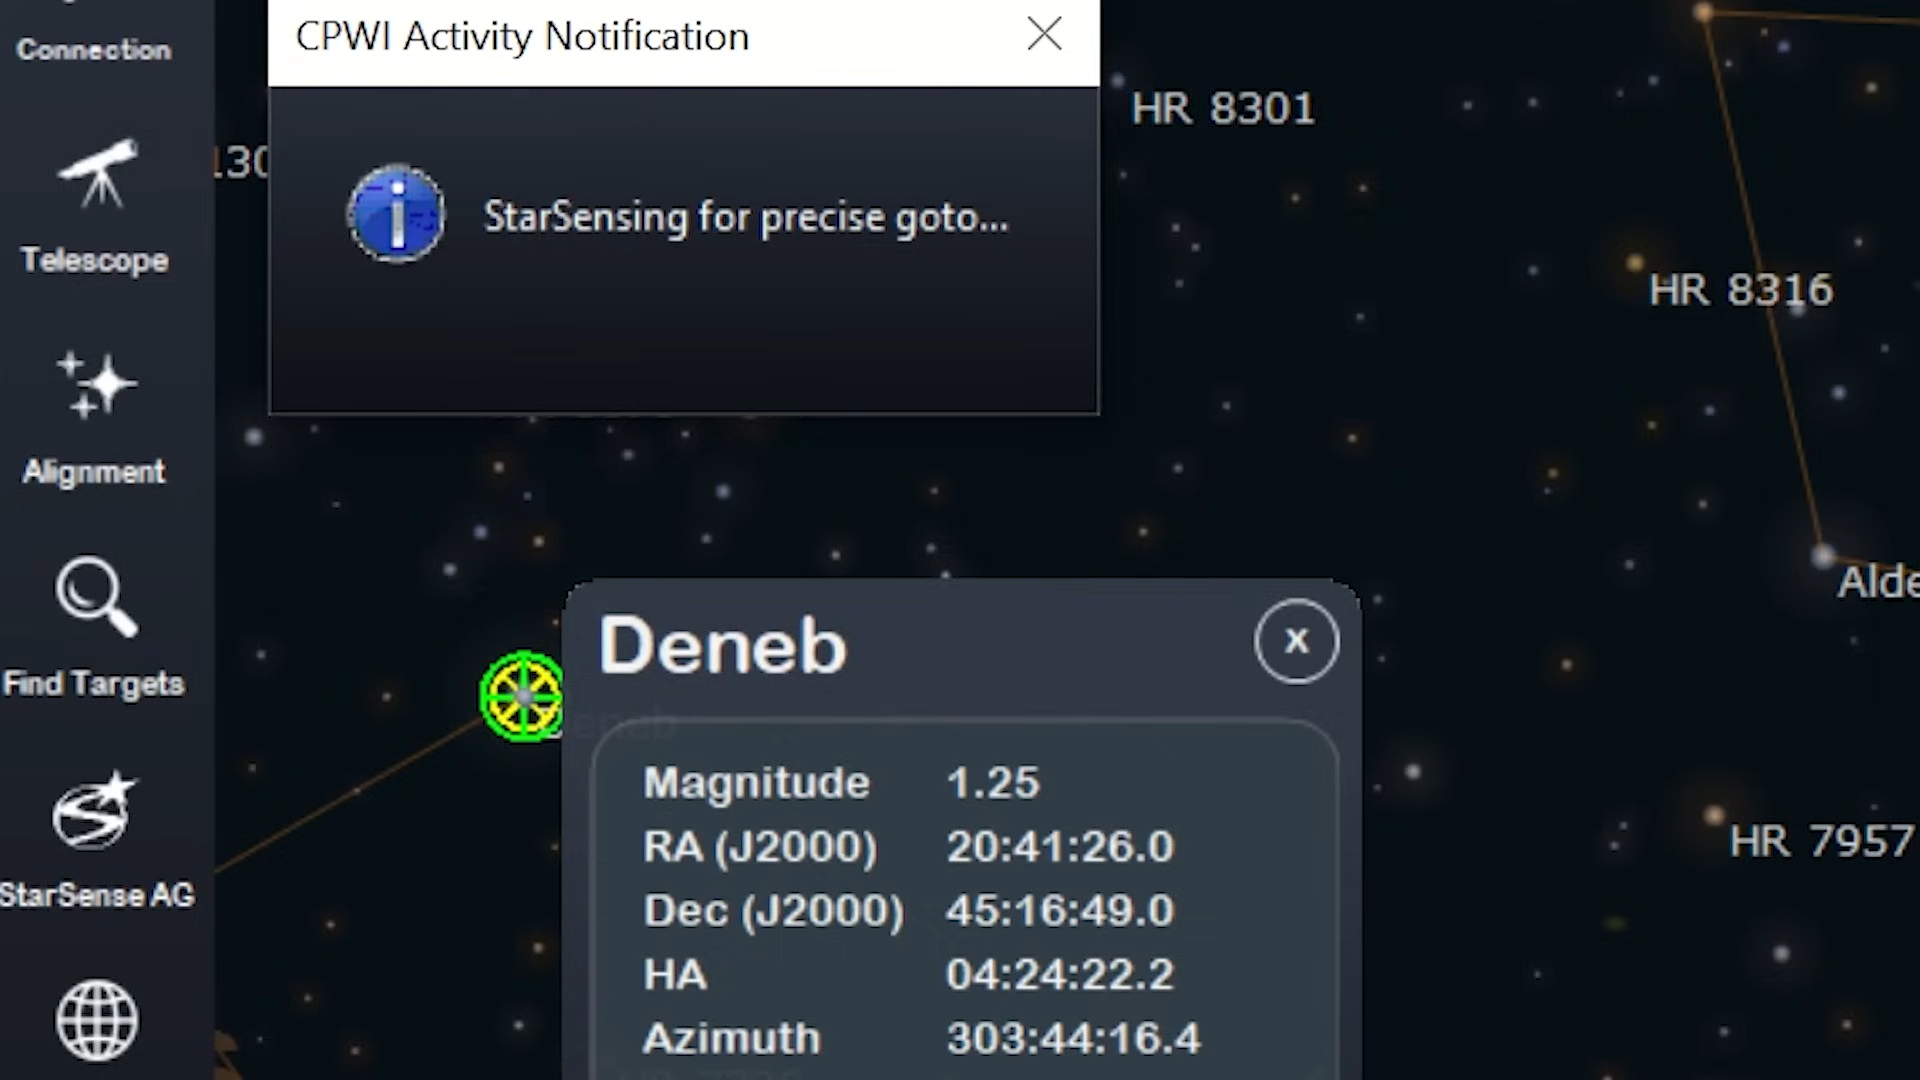 CPWI Activity Notification
StarSensing for precise goto...
Connection
Telescope
Alignment
Find Targets
StarSense AG
130
HR 8301
HR 8316
Alde
HR 7957
Deneb
x
Deneb
Magnitude 1.25
RA (J2000) 20:41:26.0
Dec (J2000) 45:16:49.0
HA 04:24:22.2
Azimuth 303:44:16.4